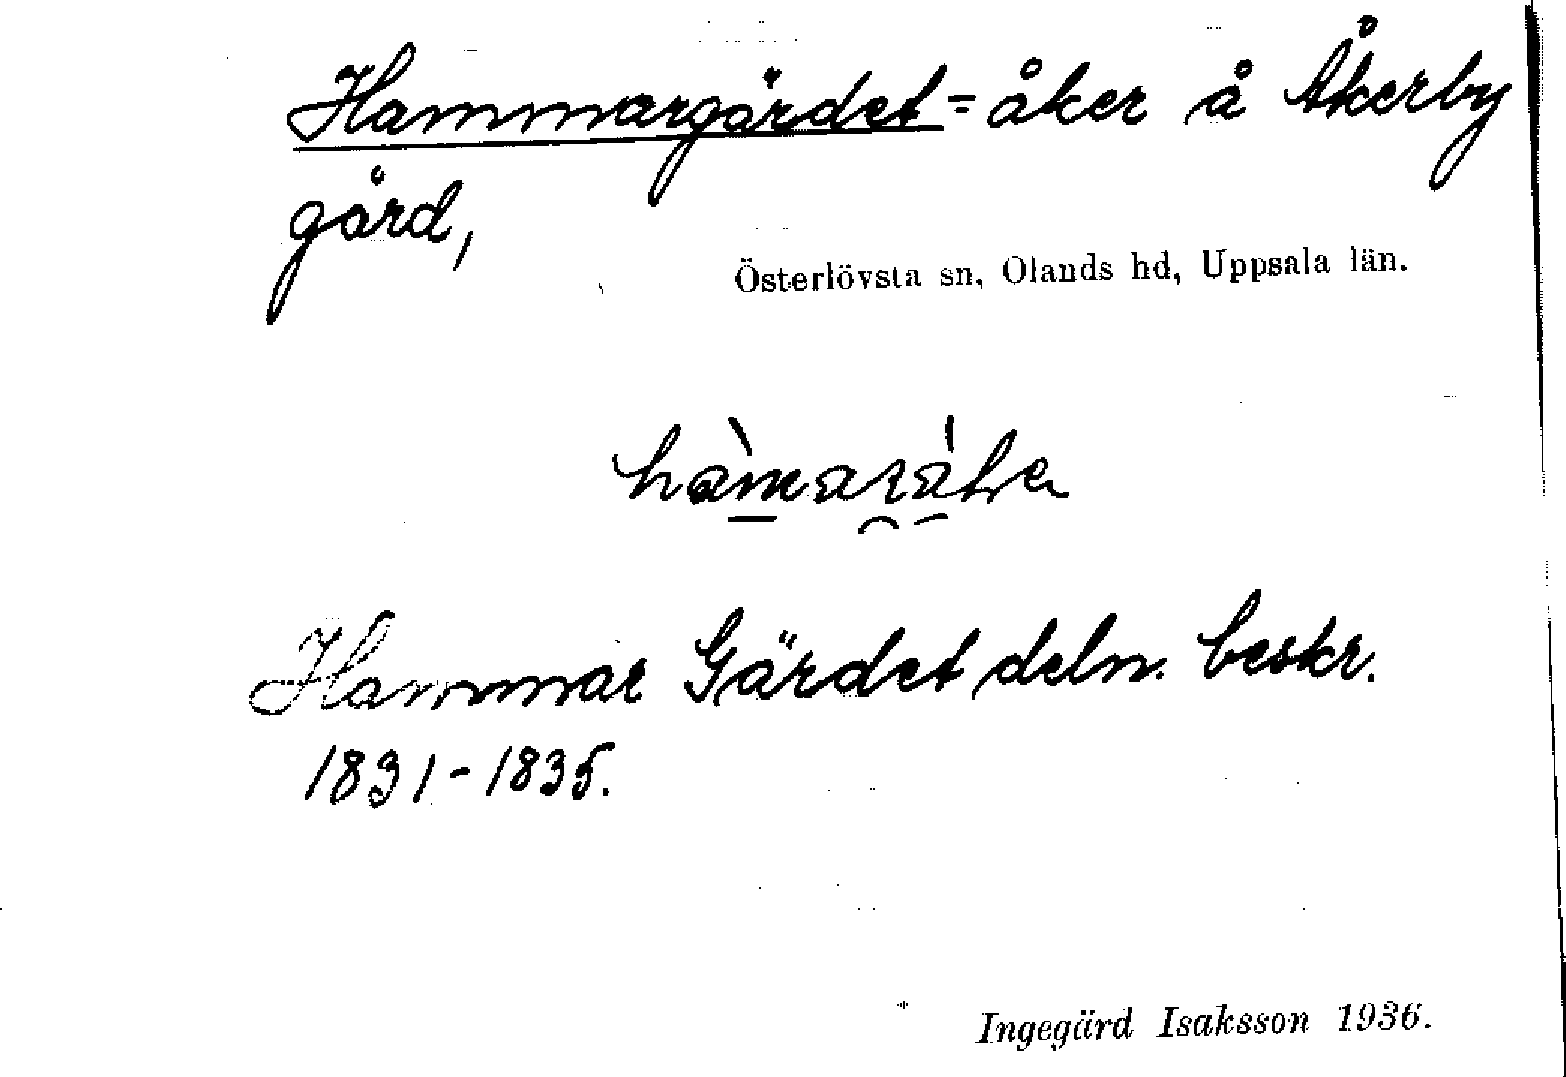 Hammargärdet = åker å Åkerby
gård,
Österlövsta sn, Olands hd, Uppsala län.
Hammar Gärdet deln. beskr.
1831-1835.
Ingegärd Isaksson 1936.